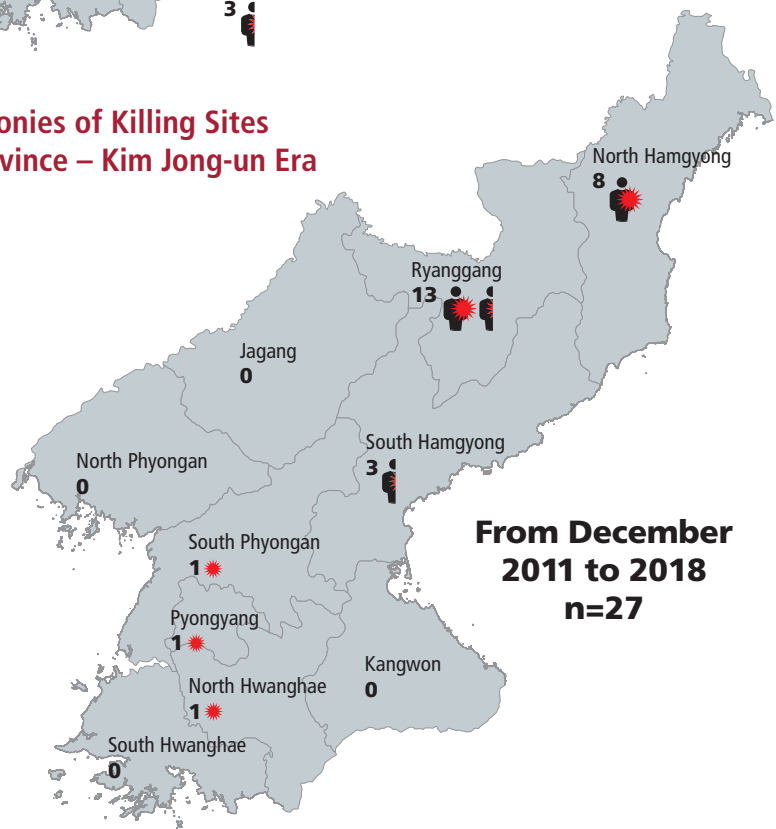 3
onies of Killing Sites
vince – Kim Jong-un Era
North Hamgyong
8
Ryanggang
13
Jagang
0
South Hamgyong
3
North Phyongan
0
From December
2011 to 2018
n=27
South Phyongan
1
Pyongyang
1
Kangwon
0
North Hwanghae
1
South Hwanghae
0